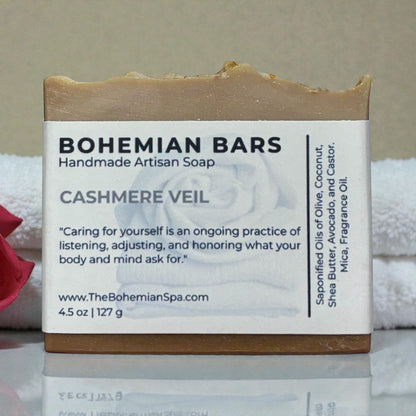 BOHEMIAN BARS
Handmade Artisan Soap
CASHMERE VEIL
"Caring for yourself is an ongoing practice of
listening, adjusting, and honoring what your
body and mind ask for."
www.TheBohemianSpa.com
4.5 oz | 127 g
Saponified Oils of Olive, Coconut,
Shea Butter, Avocado, and Castor.
Mica, Fragrance Oil.